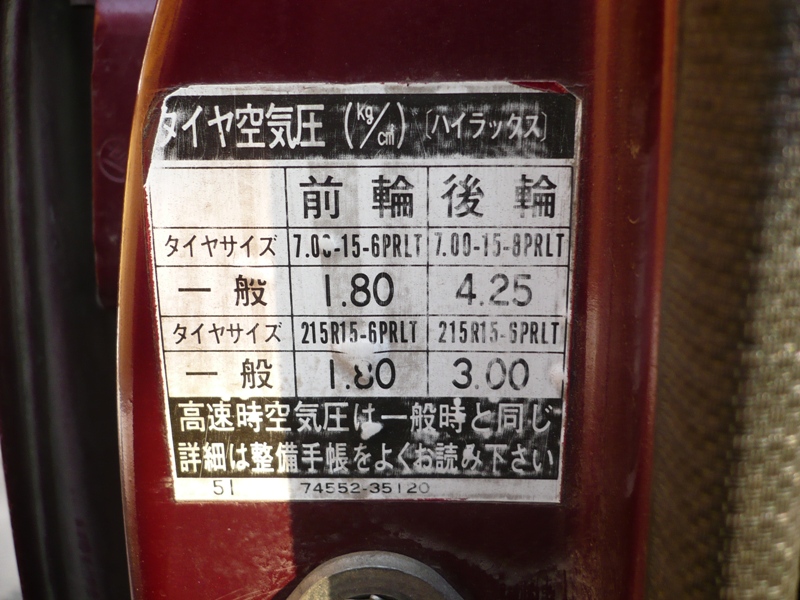 タイヤ空気圧 (kg/cm²) [ハイラックス]
前輪 後輪
タイヤサイズ 7.00-15-6PRLT 7.00-15-8PRLT
一般 1.80 4.25
タイヤサイズ 215R15-6PRLT 215R15-6PRLT
一般 1.80 3.00
高速時空気圧は一般時と同じ
詳細は整備手帳をよくお読み下さい
51 74552-35120